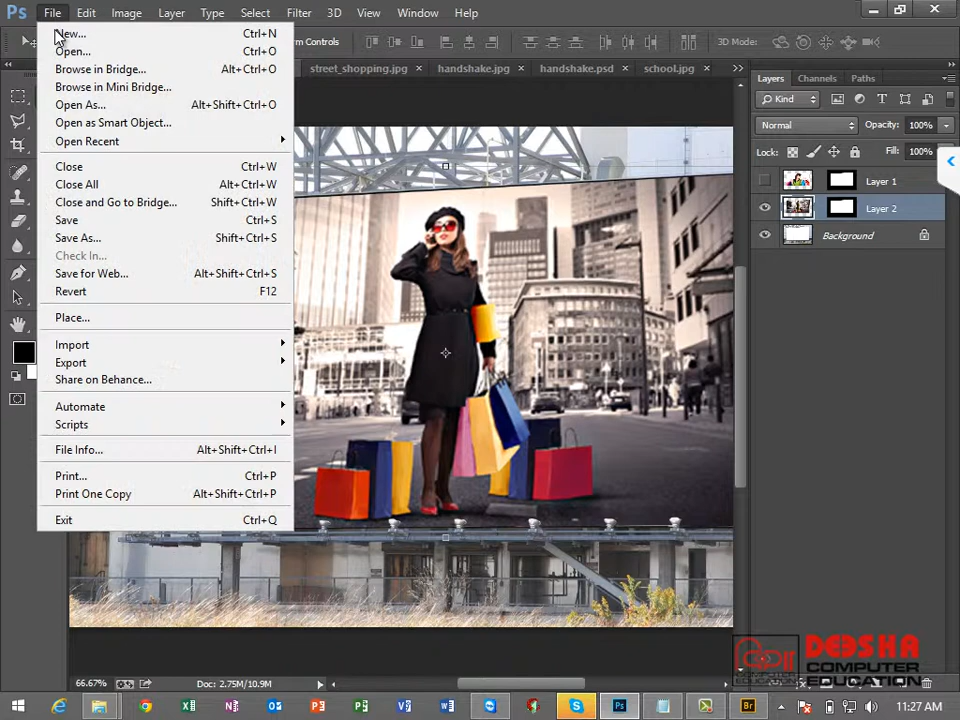 Ps File Edit Image Layer Type Select Filter 3D View Window Help
m Controls 3D Mode:
street_shopping.jpg × handshake.jpg × handshake.psd × school.jpg ×
New... Ctrl+N
Open... Ctrl+O
Browse in Bridge... Alt+Ctrl+O
Browse in Mini Bridge...
Open As... Alt+Shift+Ctrl+O
Open as Smart Object...
Open Recent
Close Ctrl+W
Close All Alt+Ctrl+W
Close and Go to Bridge... Shift+Ctrl+W
Save Ctrl+S
Save As... Shift+Ctrl+S
Check In...
Save for Web... Alt+Shift+Ctrl+S
Revert F12
Place...
Import
Export
Share on Behance...
Automate
Scripts
File Info... Alt+Shift+Ctrl+I
Print... Ctrl+P
Print One Copy Alt+Shift+Ctrl+P
Exit Ctrl+Q
Layers Channels Paths
Kind
Normal Opacity: 100%
Lock: Fill: 100%
Layer 1
Layer 2
Background
DEESHA
COMPUTER
EDUCATION
66.67% Doc: 2.75M/10.9M
Ps Br 11:27 AM